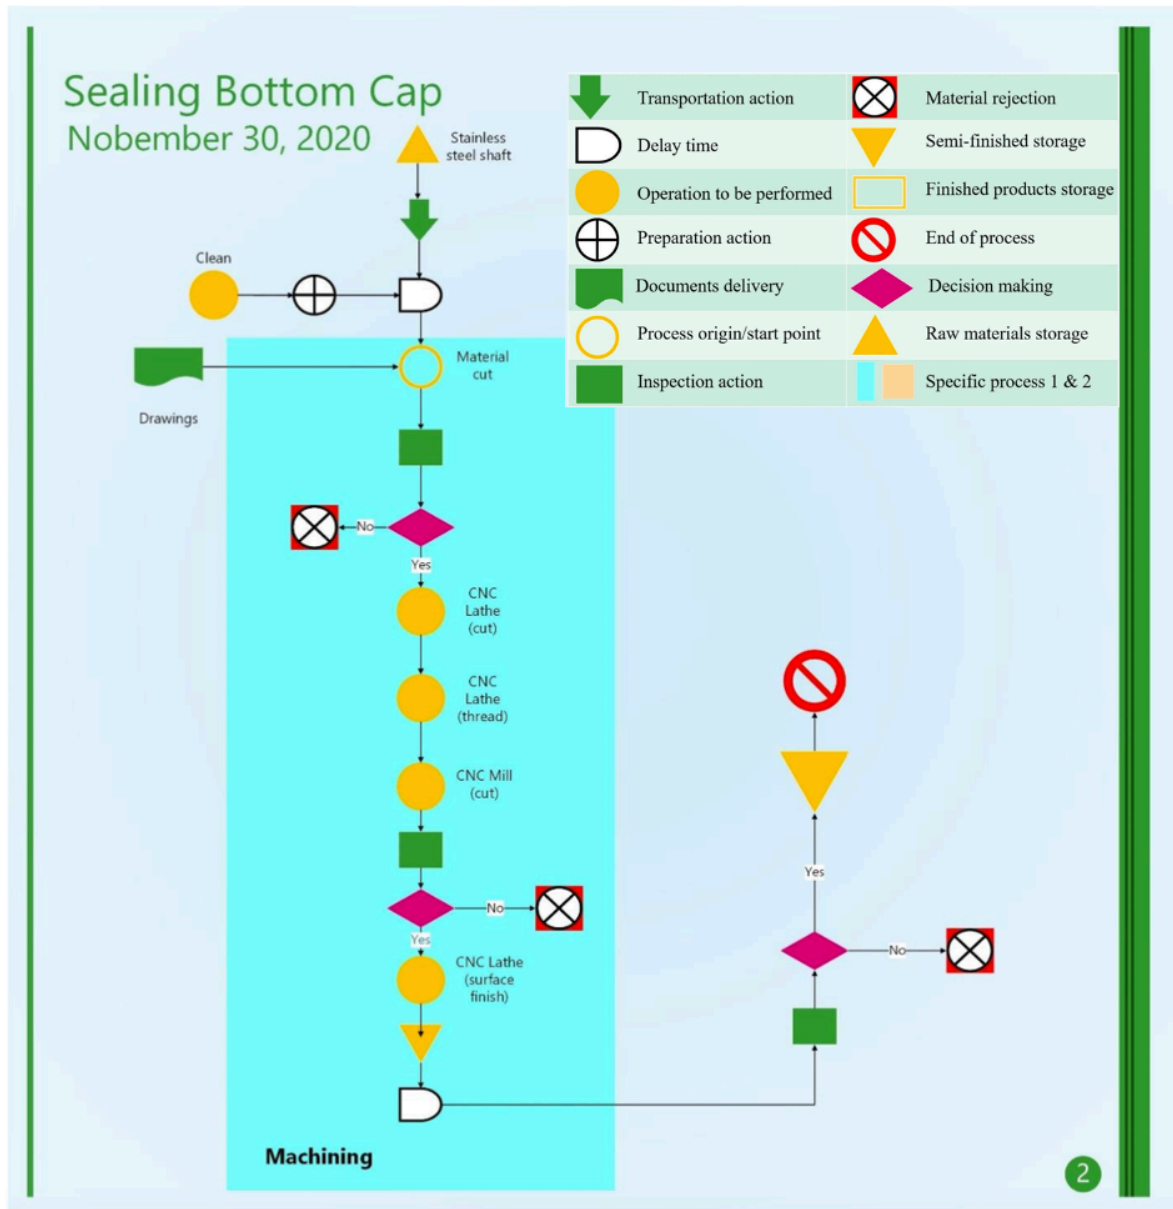 Sealing Bottom Cap
Nobember 30, 2020
Stainless
steel shaft
Transportation action
Material rejection
Delay time
Semi-finished storage
Operation to be performed
Finished products storage
Preparation action
End of process
Documents delivery
Decision making
Process origin/start point
Raw materials storage
Inspection action
Specific process 1 & 2
Clean
Material
cut
Drawings
No
Yes
CNC
Lathe
(cut)
CNC
Lathe
(thread)
CNC Mill
(cut)
No
Yes
CNC Lathe
(surface
finish)
Yes
No
Machining
2